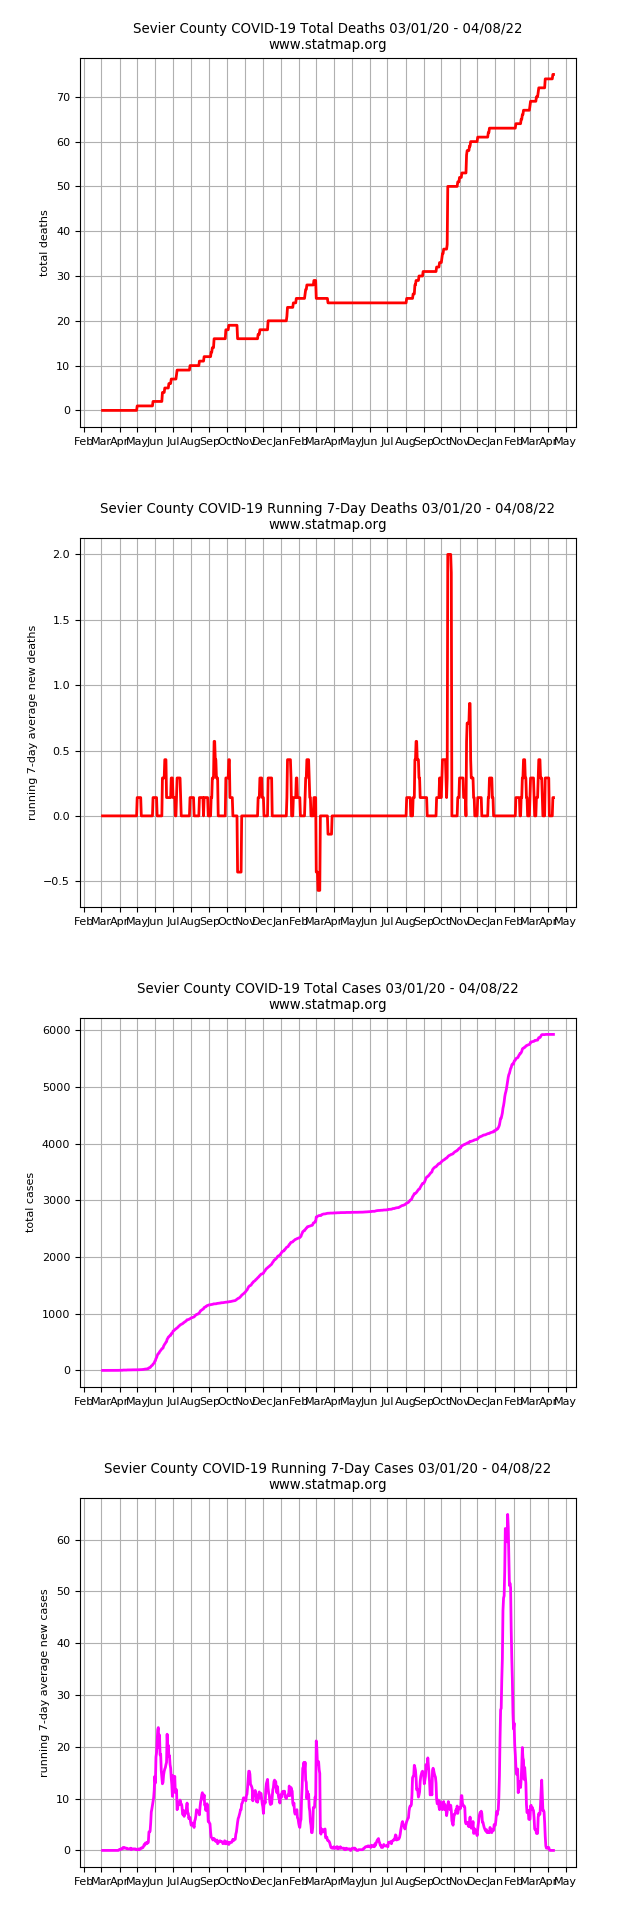 Sevier County COVID-19 Total Deaths 03/01/20 - 04/08/22
www.statmap.org
70
60
50
40
30
20
10
0
total deaths
Feb Mar Apr May Jun Jul Aug Sep Oct Nov Dec Jan Feb Mar Apr May Jun Jul Aug Sep Oct Nov Dec Jan Feb Mar Apr May
Sevier County COVID-19 Running 7-Day Deaths 03/01/20 - 04/08/22
www.statmap.org
2.0
1.5
1.0
0.5
0.0
−0.5
running 7-day average new deaths
Feb Mar Apr May Jun Jul Aug Sep Oct Nov Dec Jan Feb Mar Apr May Jun Jul Aug Sep Oct Nov Dec Jan Feb Mar Apr May
Sevier County COVID-19 Total Cases 03/01/20 - 04/08/22
www.statmap.org
6000
5000
4000
3000
2000
1000
0
total cases
Feb Mar Apr May Jun Jul Aug Sep Oct Nov Dec Jan Feb Mar Apr May Jun Jul Aug Sep Oct Nov Dec Jan Feb Mar Apr May
Sevier County COVID-19 Running 7-Day Cases 03/01/20 - 04/08/22
www.statmap.org
60
50
40
30
20
10
0
running 7-day average new cases
Feb Mar Apr May Jun Jul Aug Sep Oct Nov Dec Jan Feb Mar Apr May Jun Jul Aug Sep Oct Nov Dec Jan Feb Mar Apr May